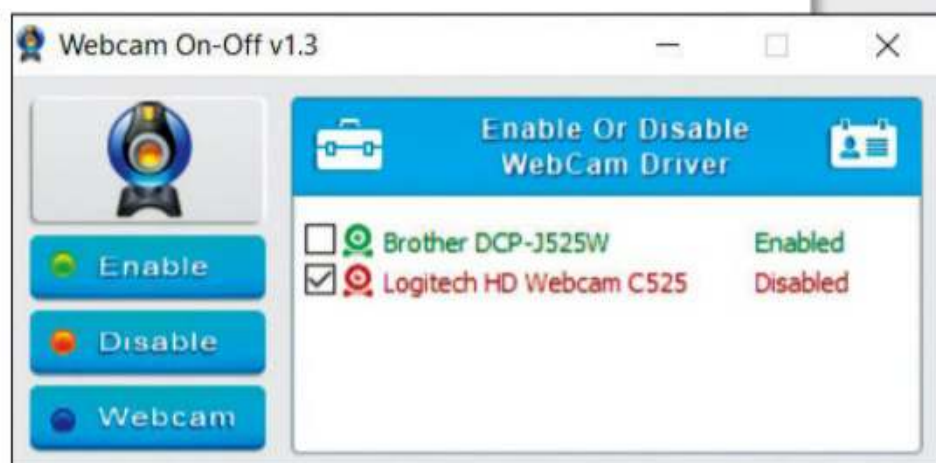 Webcam On-Off v1.3
Enable Or Disable
WebCam Driver
Enable
Disable
Webcam
Brother DCP-J525W Enabled
Logitech HD Webcam C525 Disabled